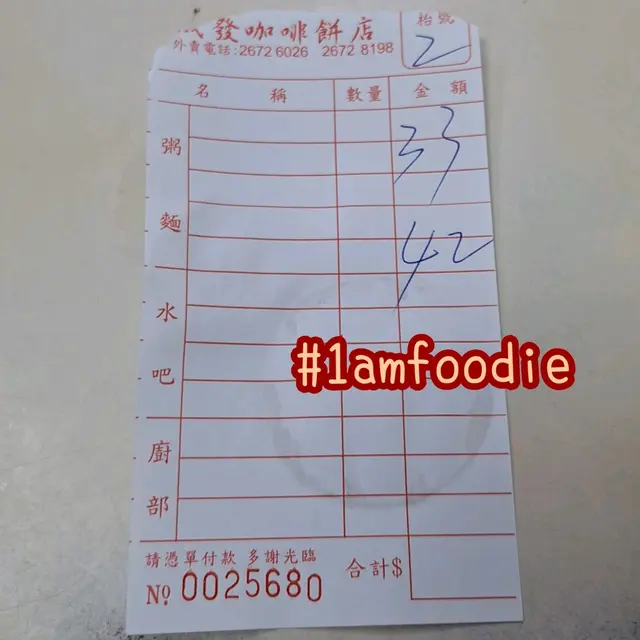 發咖啡餅店
外賣電話:2672 6026 2672 8198
枱號
2
名稱 數量 金額
粥麵
33
42
水吧
#1amfoodie
廚部
請憑單付款 多謝光臨
合計$
No 0025680